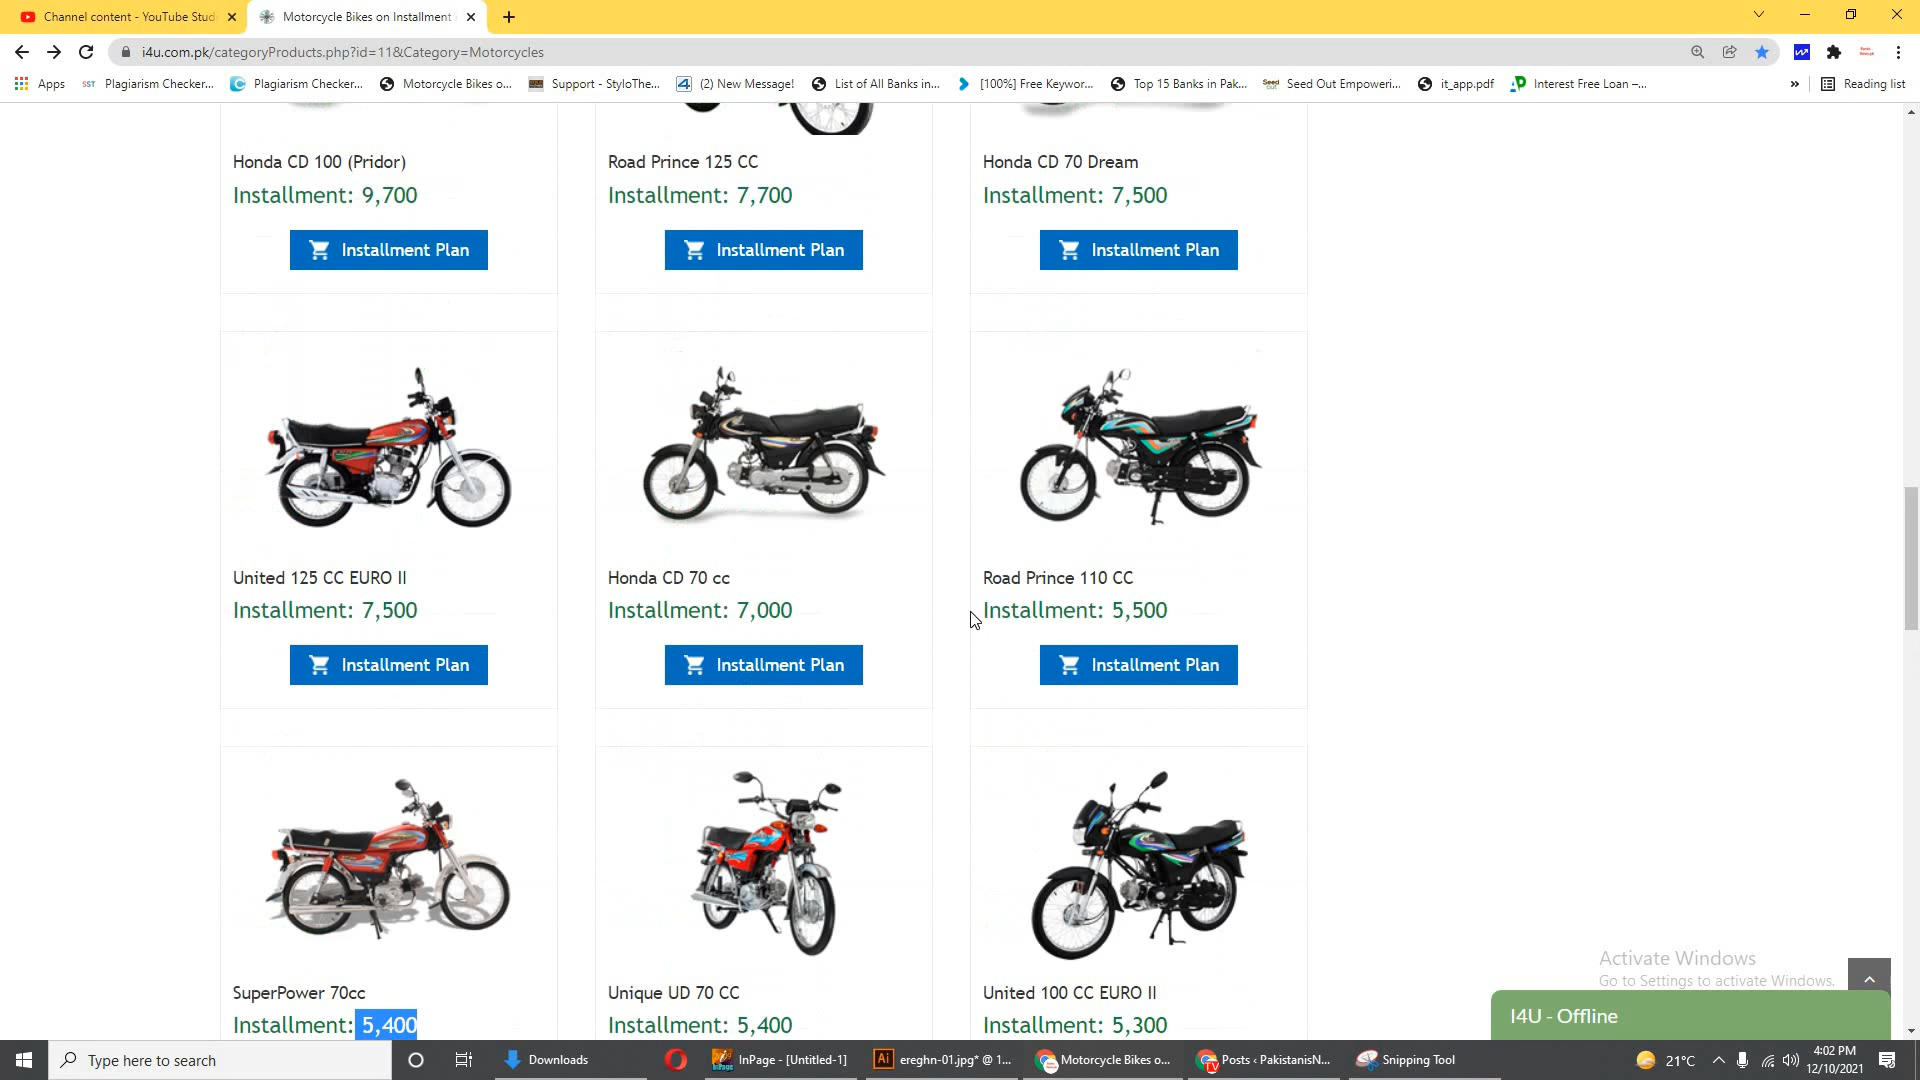 Channel content - YouTube Stud
Motorcycle Bikes on Installment
i4u.com.pk/categoryProducts.php?id=11&Category=Motorcycles
Apps
SST Plagiarism Checker...
Plagiarism Checker...
Motorcycle Bikes o...
Support - StyloThe...
(2) New Message!
List of All Banks in...
[100%] Free Keywor...
Top 15 Banks in Pak...
Seed Out Empoweri...
it_app.pdf
Interest Free Loan –...
»
Reading list
Honda CD 100 (Pridor)
Installment: 9,700
Installment Plan
Road Prince 125 CC
Installment: 7,700
Installment Plan
Honda CD 70 Dream
Installment: 7,500
Installment Plan
United 125 CC EURO II
Installment: 7,500
Installment Plan
Honda CD 70 cc
Installment: 7,000
Installment Plan
Road Prince 110 CC
Installment: 5,500
Installment Plan
SuperPower 70cc
Installment: 5,400
Unique UD 70 CC
Installment: 5,400
United 100 CC EURO II
Installment: 5,300
Activate Windows
Go to Settings to activate Windows.
I4U - Offline
Type here to search
Downloads
InPage - [Untitled-1]
Ai ereghn-01.jpg* @ 1...
Motorcycle Bikes o...
Posts ‹ PakistanisN...
Snipping Tool
21°C
4:02 PM
12/10/2021